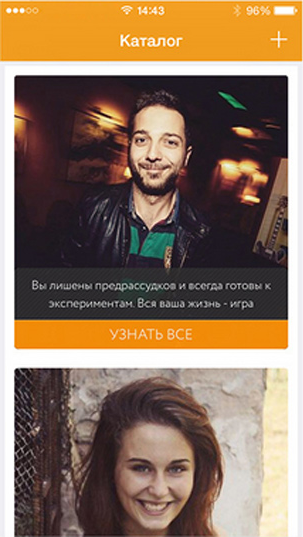 14:43 96%
Каталог +
Вы лишены предрассудков и всегда готовы к
экспериментам. Вся ваша жизнь - игра
УЗНАТЬ ВСЕ